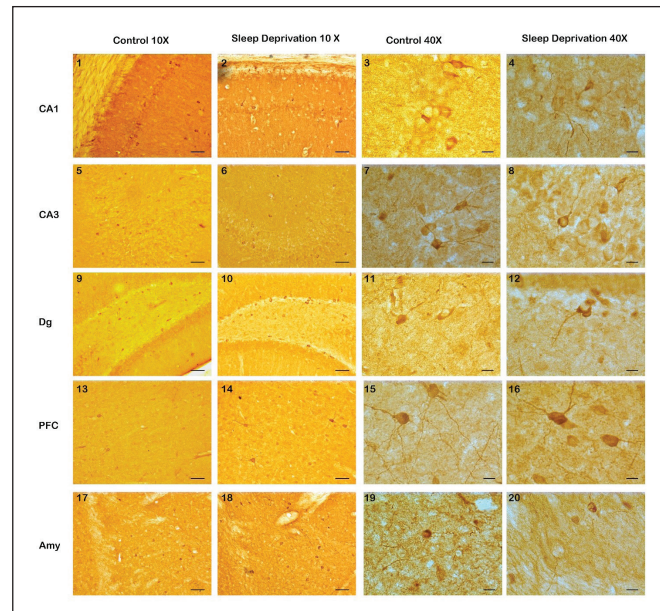 Control 10X
Sleep Deprivation 10 X
Control 40X
Sleep Deprivation 40X
CA1
1
2
3
4
CA3
5
6
7
8
Dg
9
10
11
12
PFC
13
14
15
16
Amy
17
18
19
20